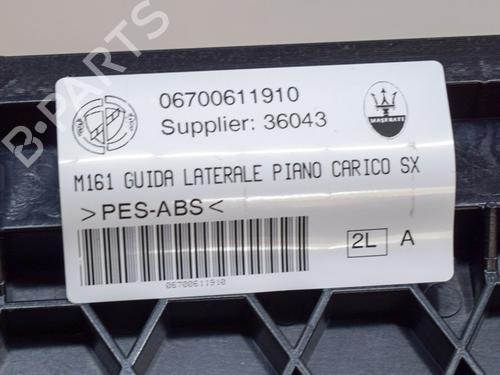 06700611910
Supplier: 36043
MASERATI
M161 GUIDA LATERALE PIANO CARICO SX
>PES-ABS<
2L A
06700611910
B-PARTS